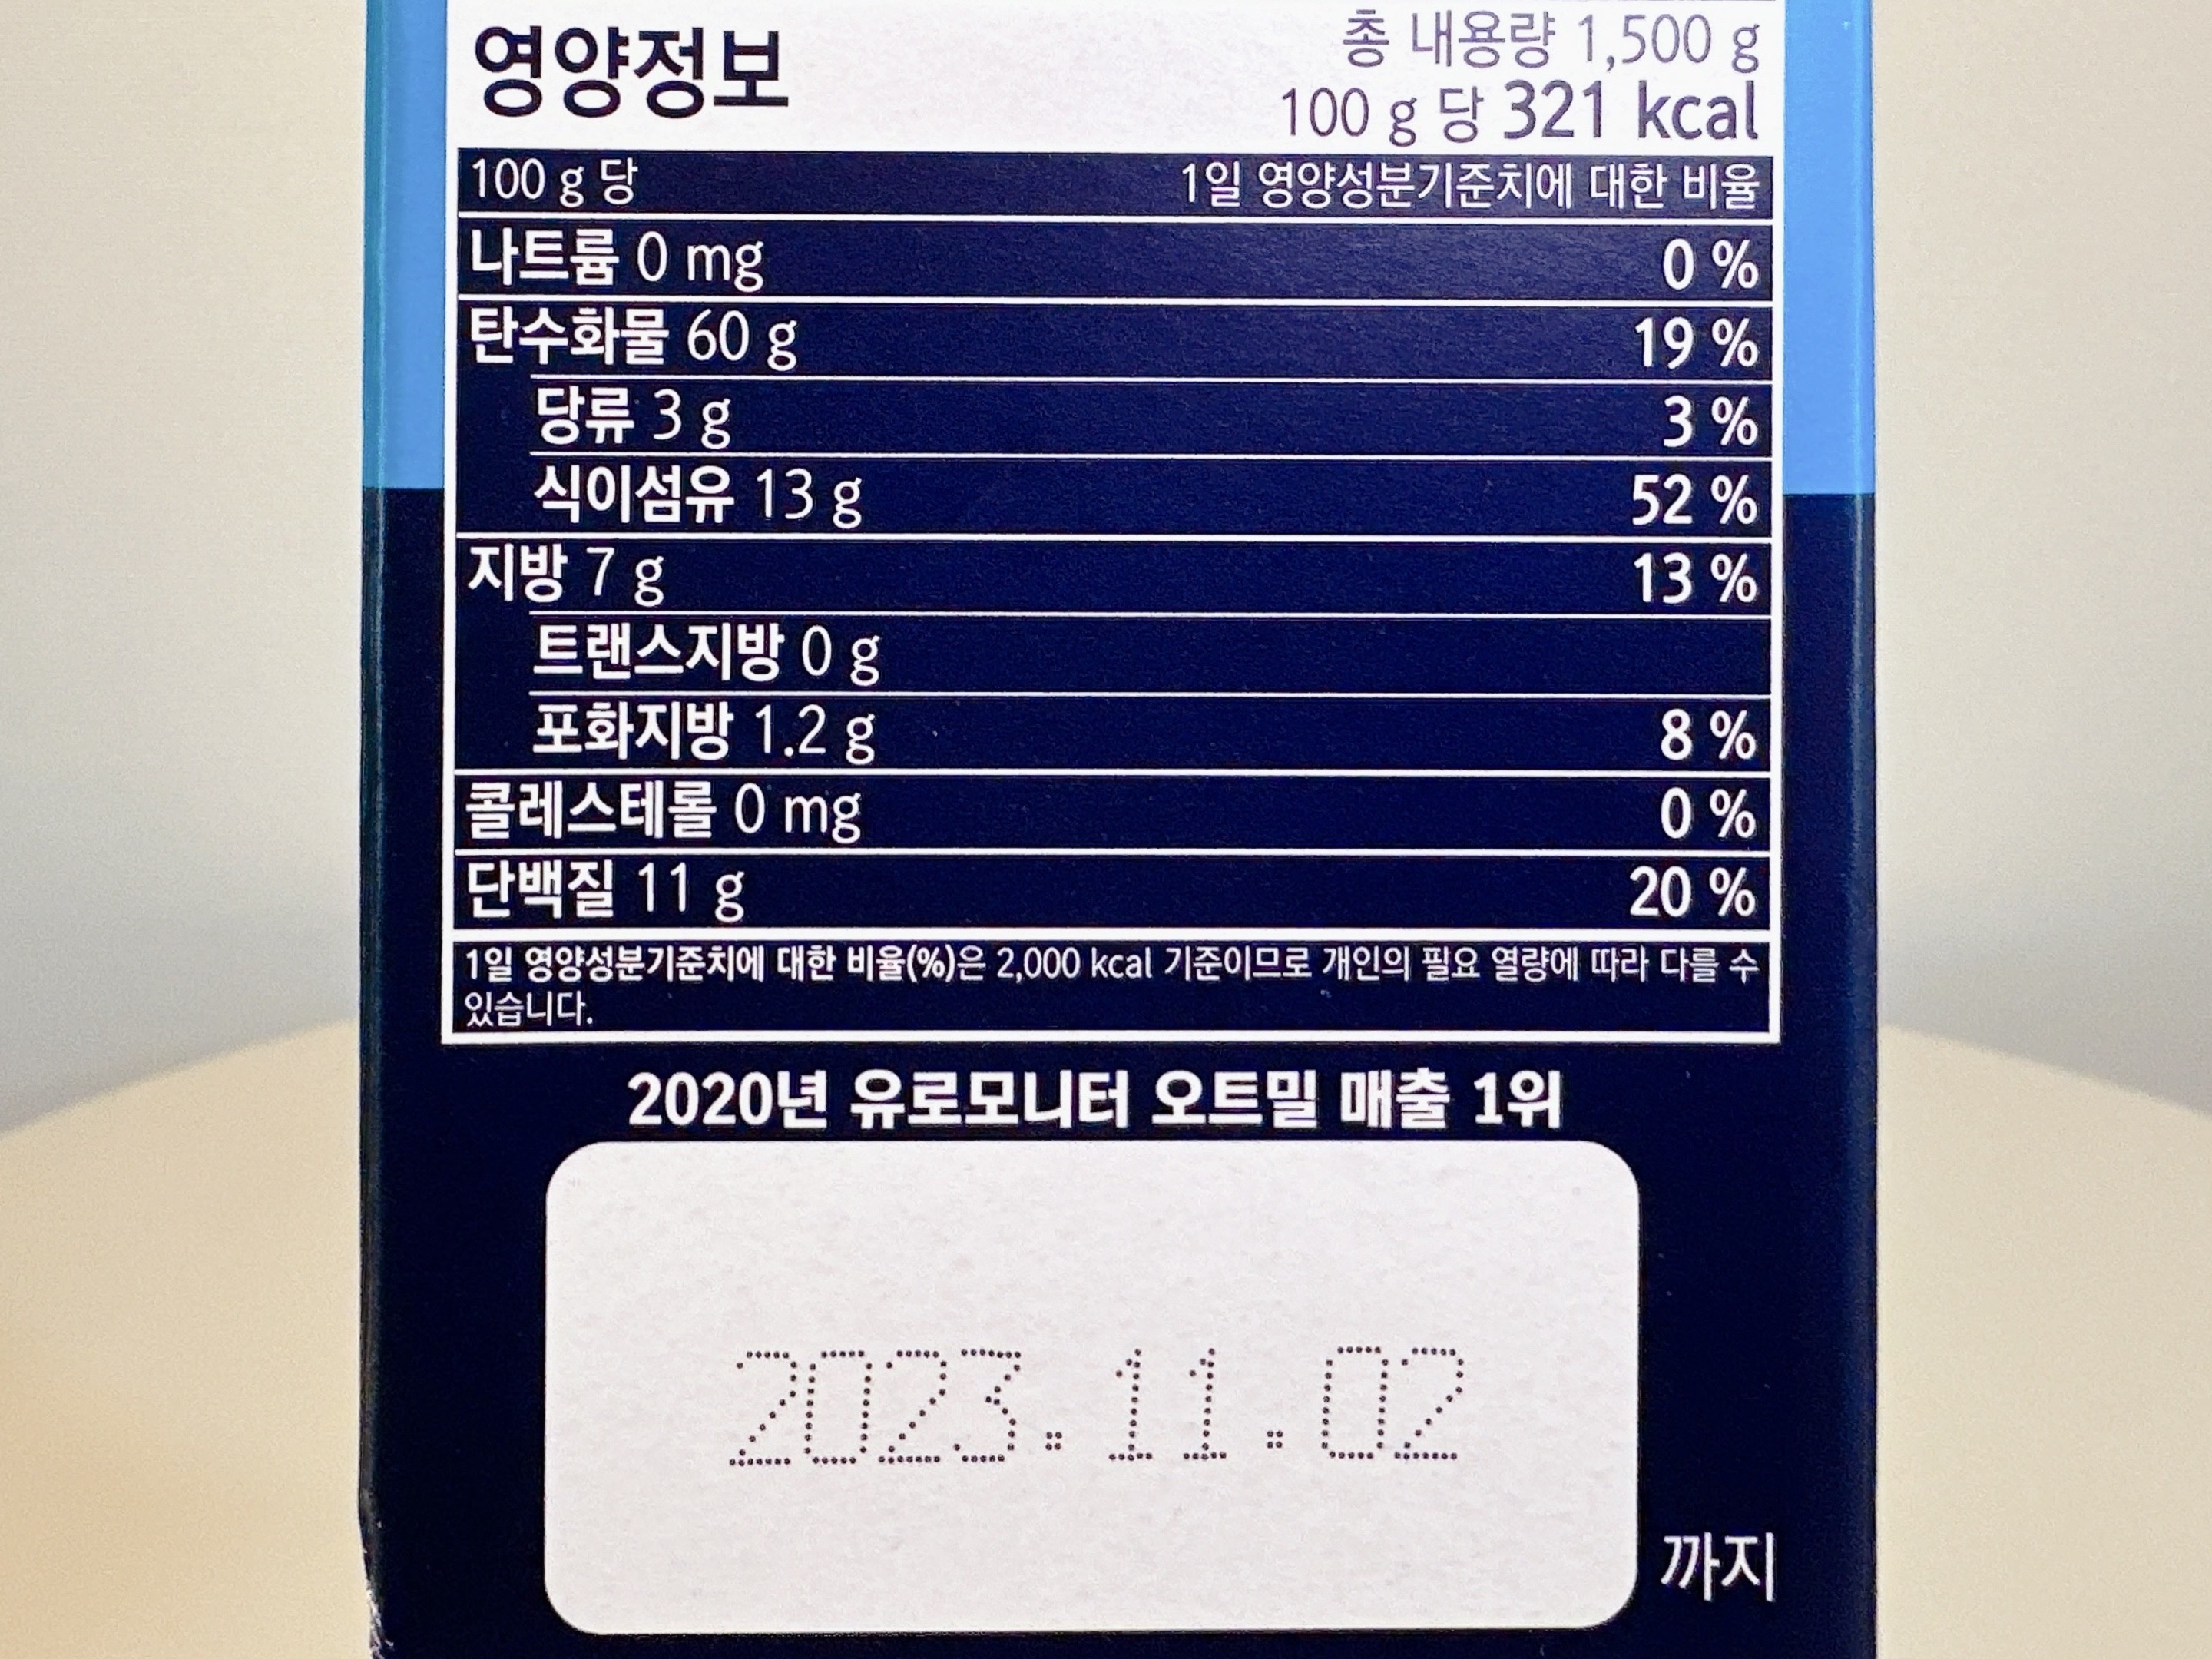 영양정보
총 내용량 1,500 g
100 g 당 321 kcal
100 g 당 1일 영양성분기준치에 대한 비율
나트륨 0 mg 0 %
탄수화물 60 g 19 %
당류 3 g 3 %
식이섬유 13 g 52 %
지방 7 g 13 %
트랜스지방 0 g
포화지방 1.2 g 8 %
콜레스테롤 0 mg 0 %
단백질 11 g 20 %
1일 영양성분기준치에 대한 비율(%)은 2,000 kcal 기준이므로 개인의 필요 열량에 따라 다를 수
있습니다.
2020년 유로모니터 오트밀 매출 1위
2023.11.02
까지